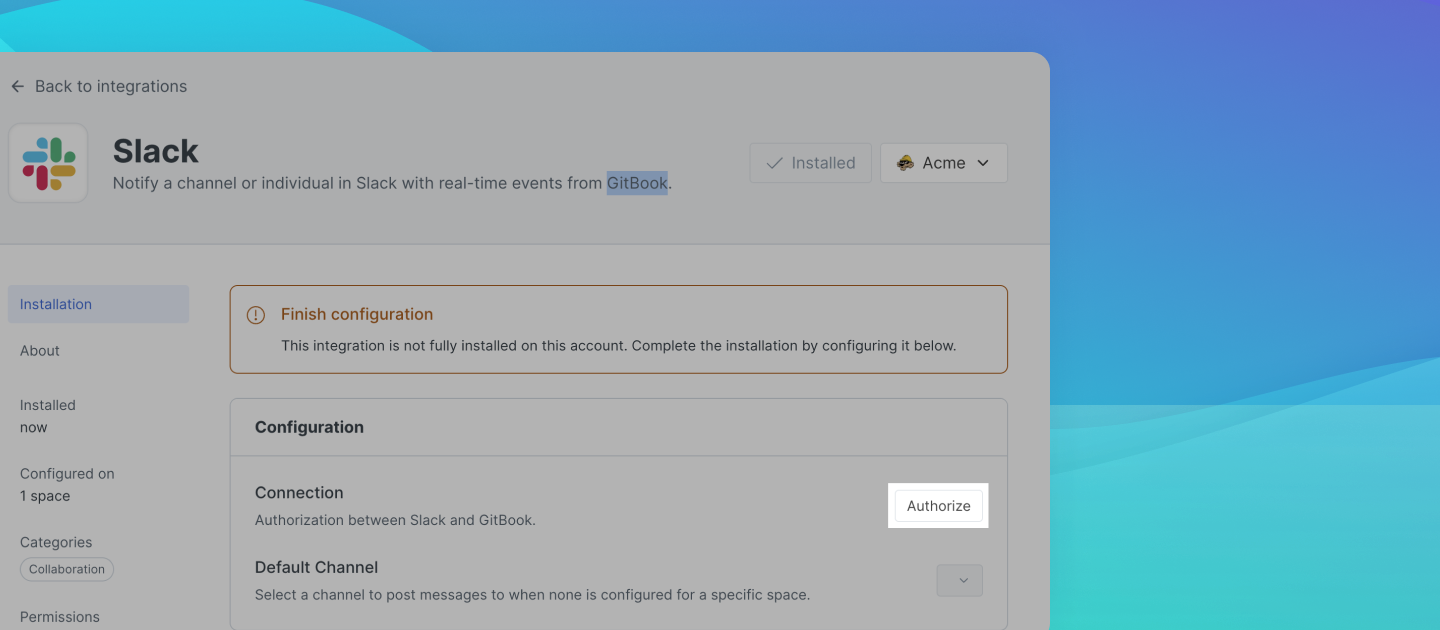 Back to integrations
Slack
Notify a channel or individual in Slack with real-time events from GitBook.
Installed
Acme
Installation
About
Installed
now
Configured on
1 space
Categories
Collaboration
Permissions
Finish configuration
This integration is not fully installed on this account. Complete the installation by configuring it below.
Configuration
Connection
Authorization between Slack and GitBook.
Authorize
Default Channel
Select a channel to post messages to when none is configured for a specific space.